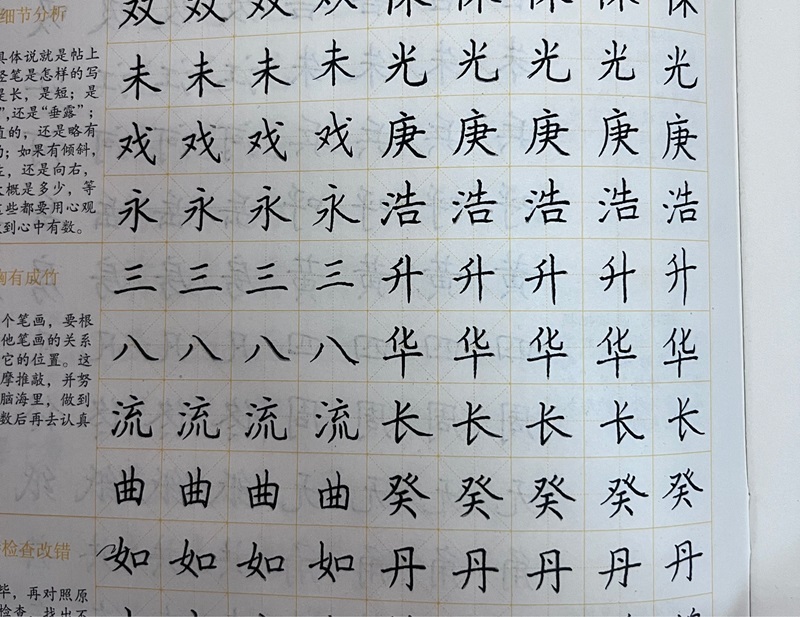 细节分析
具体说就是帖上
笔是怎样的写
是长，是短；是
”，还是“垂露”；
直的，还是略有
；如果有倾斜，
，还是向右，
大概是多少，等
这些都要用心观
到心中有数。
胸有成竹
个笔画，要根
他笔画的关系
它的位置。这
摩推敲，并努
脑海里，做到
数后再去认真
检查改错
毕，再对照原
检查，找出不
双双双双
未未未未光光光光光
戏戏戏戏庚庚庚庚庚
永永永永浩浩浩浩浩
三三三三升升升升升
八八八八华华华华华
流流流流长长长长长
曲曲曲曲癸癸癸癸癸
如如如如丹丹丹丹丹